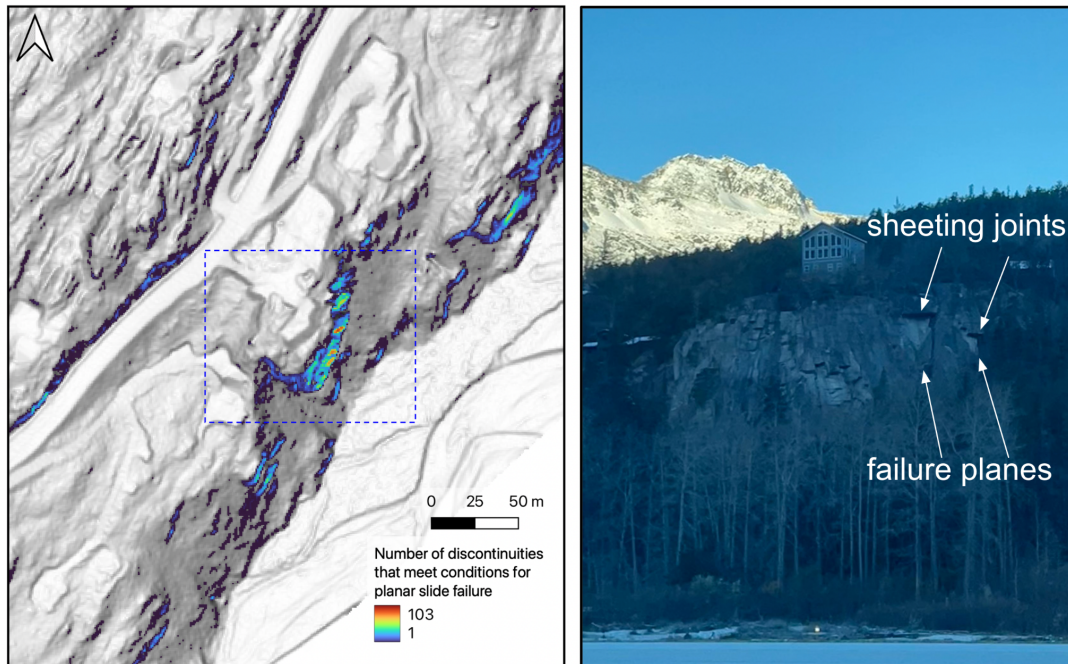 0 25 50 m
Number of discontinuities
that meet conditions for
planar slide failure
103
1
sheeting joints
failure planes